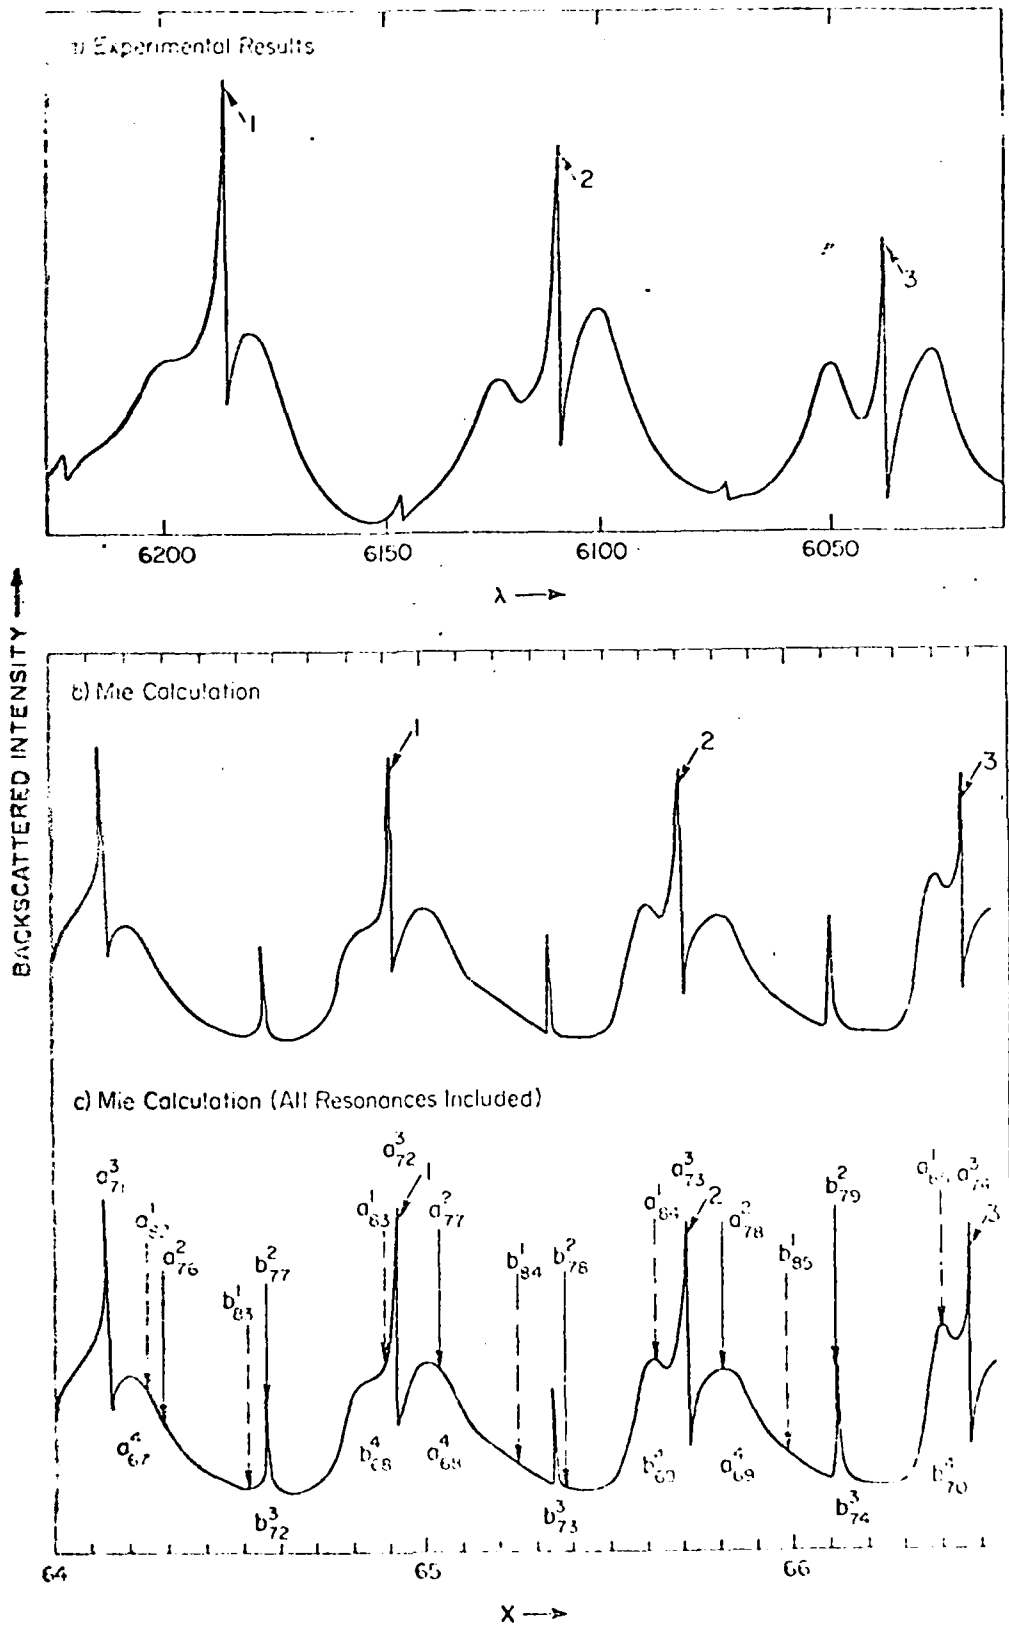 a) Experimental Results
1
2
3
6200 6150 6100 6050
λ
BACKSCATTERED INTENSITY
b) Mie Calculation
1
2
3
c) Mie Calculation (All Resonances Included)
a³₇₁ a²₇₆ b¹₈₃ b²₇₇ a¹₈₃ a³₇₂ 1 a²₇₇ b¹₈₄ b²₇₈ a¹₈₄ a³₇₃ 2 a²₇₈ b¹₈₅ b²₇₉ a³₇₄ 3
a⁴₆₇ b³₇₂ b⁴₆₈ a⁴₆₈ b³₇₃ a⁴₆₉ b³₇₄ b⁴₇₀
64 65 66
X